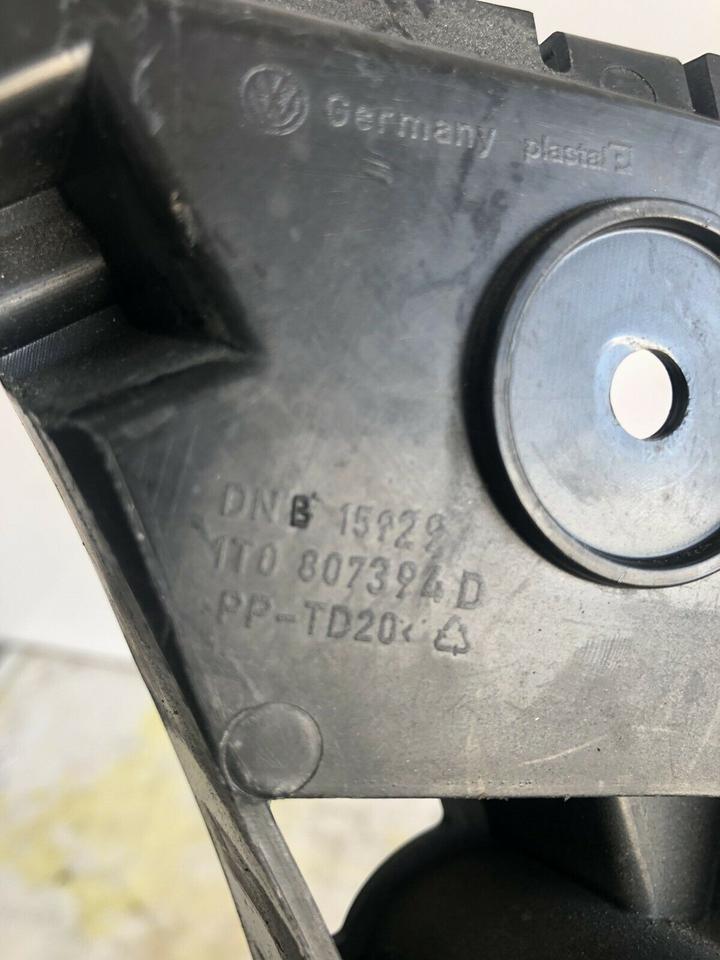 Germany plastal
DNB 15929
1T0 807394 D
PP-TD20<